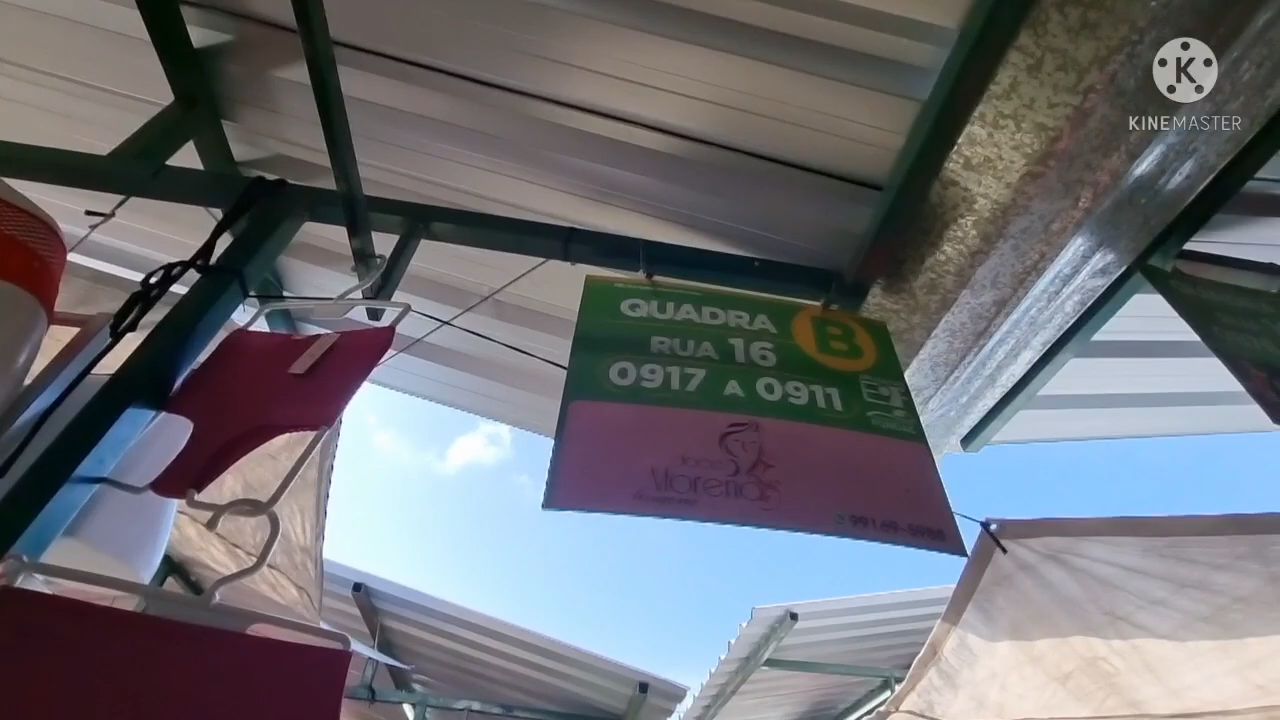 KINEMASTER
QUADRA B
RUA 16
0917 A 0911
Morenas